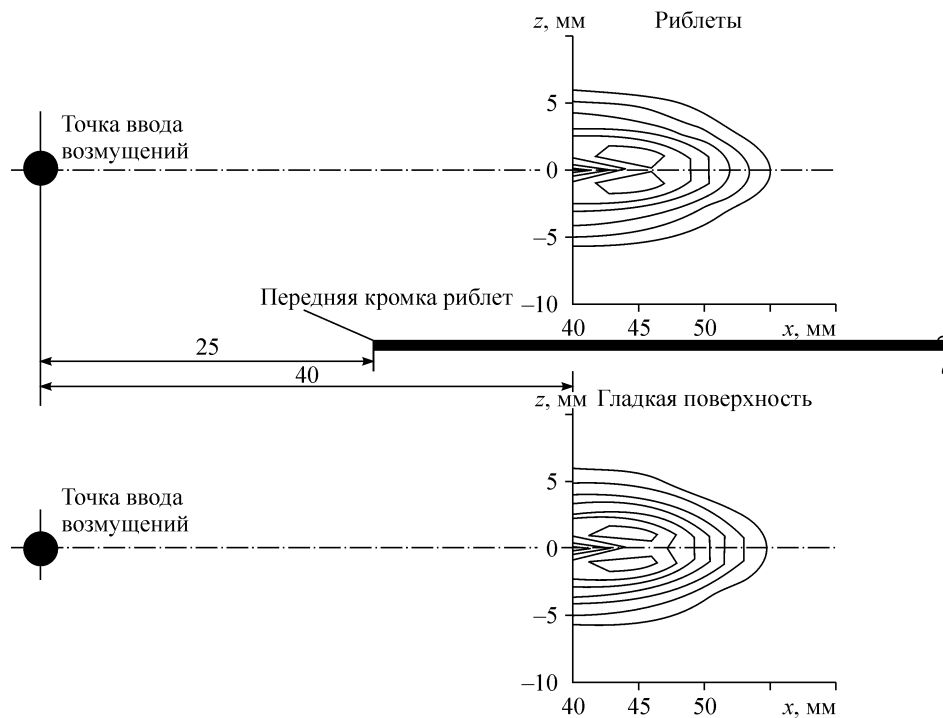 z, мм
Риблеты
5
0
–5
–10
40
45
50
x, мм
Точка ввода
возмущений
Передняя кромка риблет
25
40
z, мм
Гладкая поверхность
5
0
–5
–10
40
45
50
x, мм
Точка ввода
возмущений